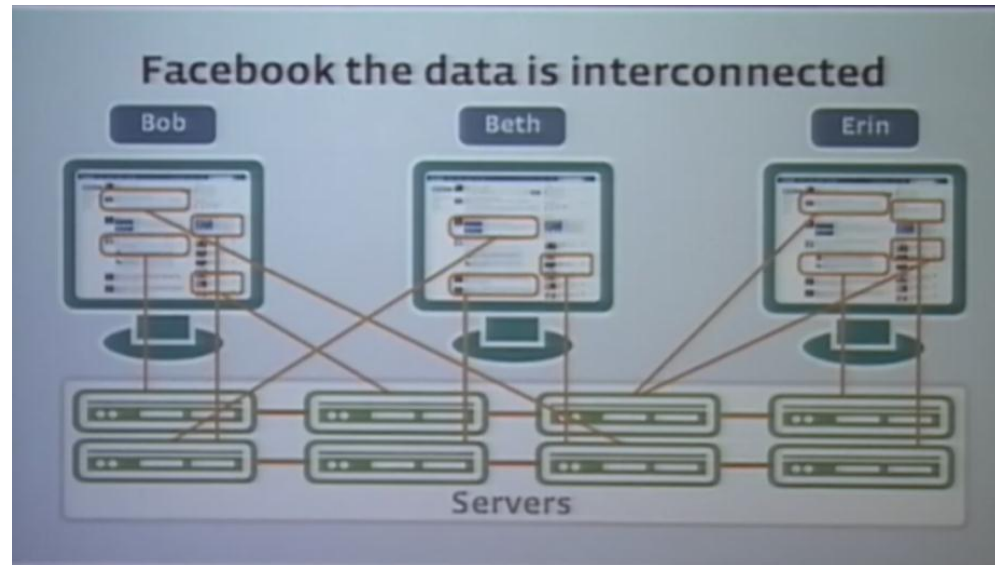 Facebook the data is interconnected
Bob
Beth
Erin
Servers